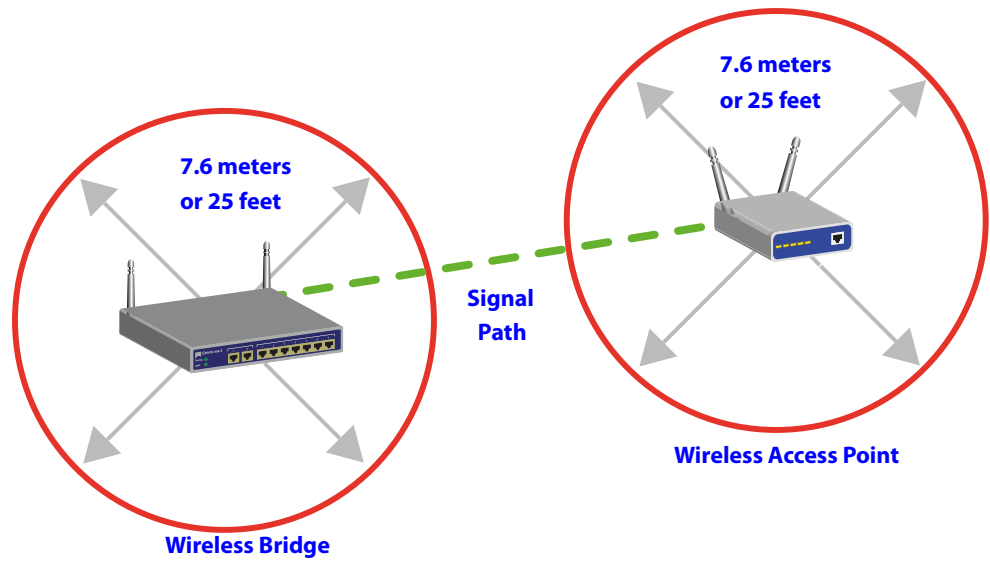 7.6 meters
or 25 feet
7.6 meters
or 25 feet
Signal
Path
Wireless Access Point
Wireless Bridge